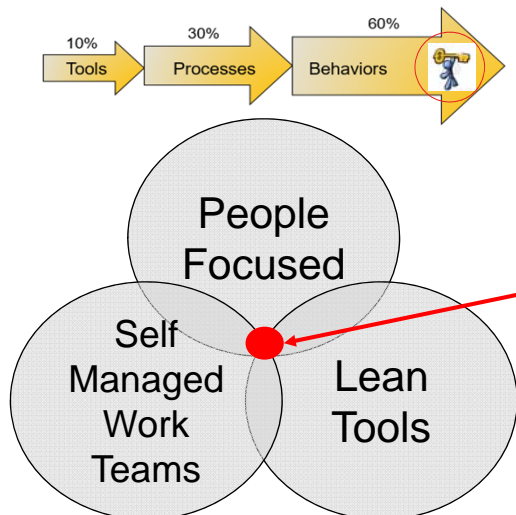 10% 30% 60%
Tools Processes Behaviors
People
Focused
Self
Managed
Work
Teams
Lean
Tools